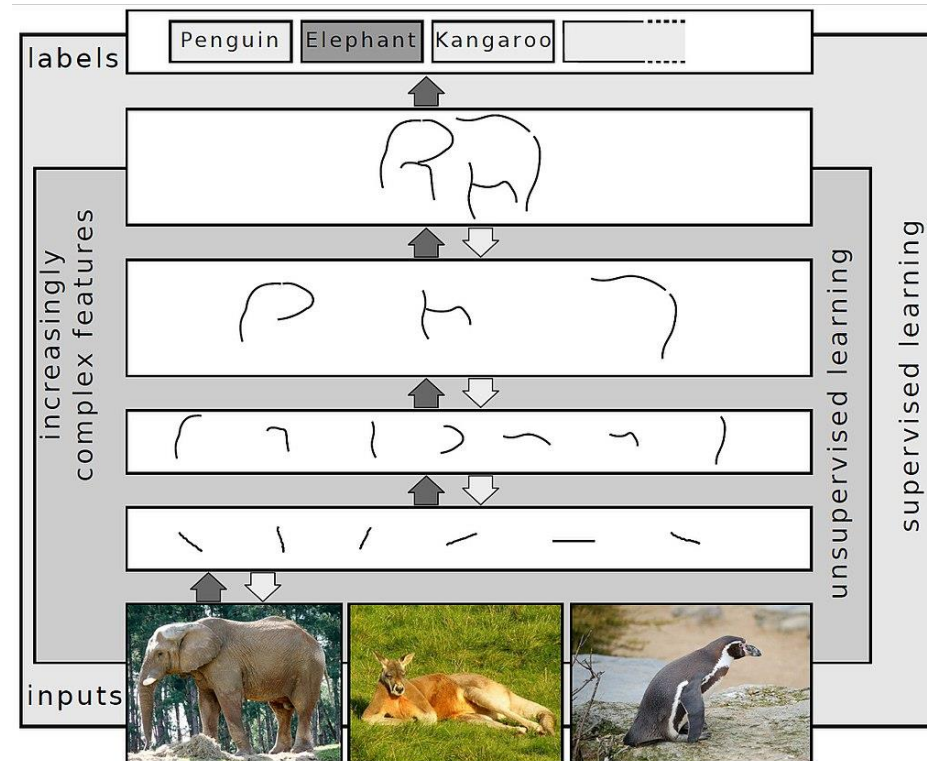 labels
Penguin
Elephant
Kangaroo
increasingly
complex features
unsupervised learning
supervised learning
inputs